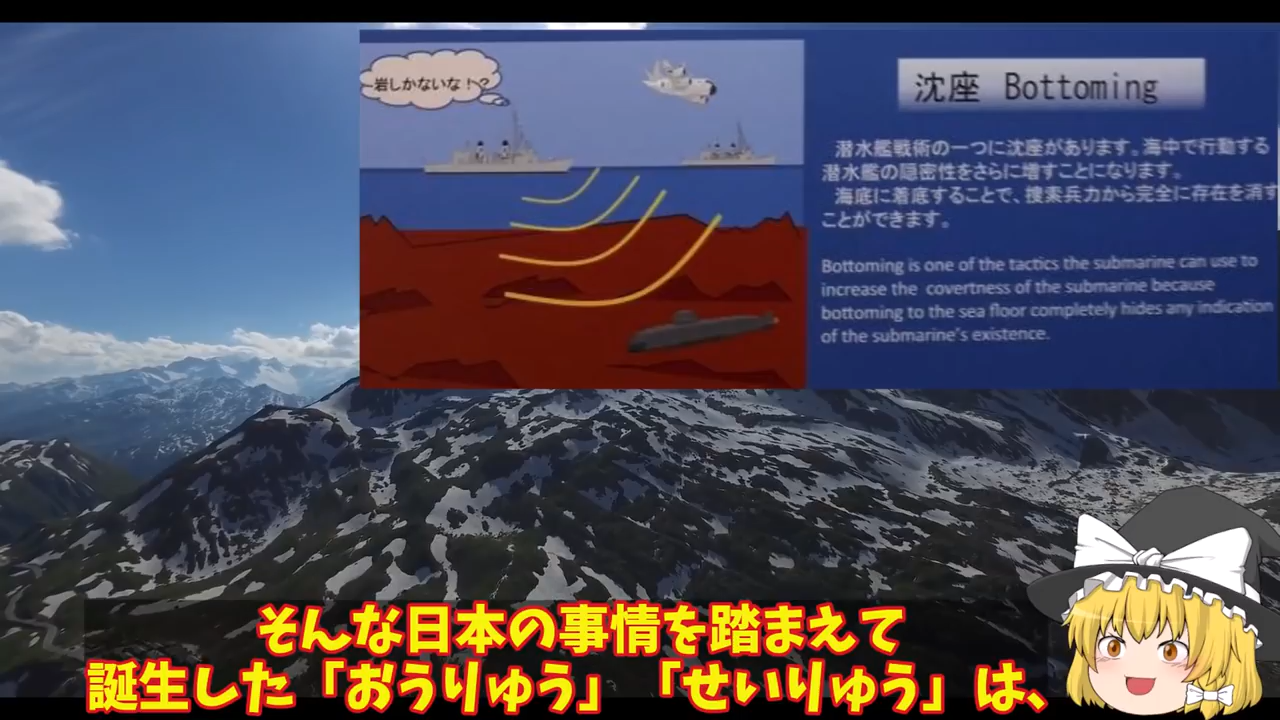 岩しかないな！？
沈座 Bottoming
潜水艦戦術の一つに沈座があります。海中で行動する
潜水艦の隠密性をさらに増すことになります。
海底に着底することで、捜索兵力から完全に存在を消す
ことができます。
Bottoming is one of the tactics the submarine can use to
increase the covertness of the submarine because
bottoming to the sea floor completely hides any indication
of the submarine's existence.
そんな日本の事情を踏まえて
誕生した「おうりゅう」「せいりゅう」は、